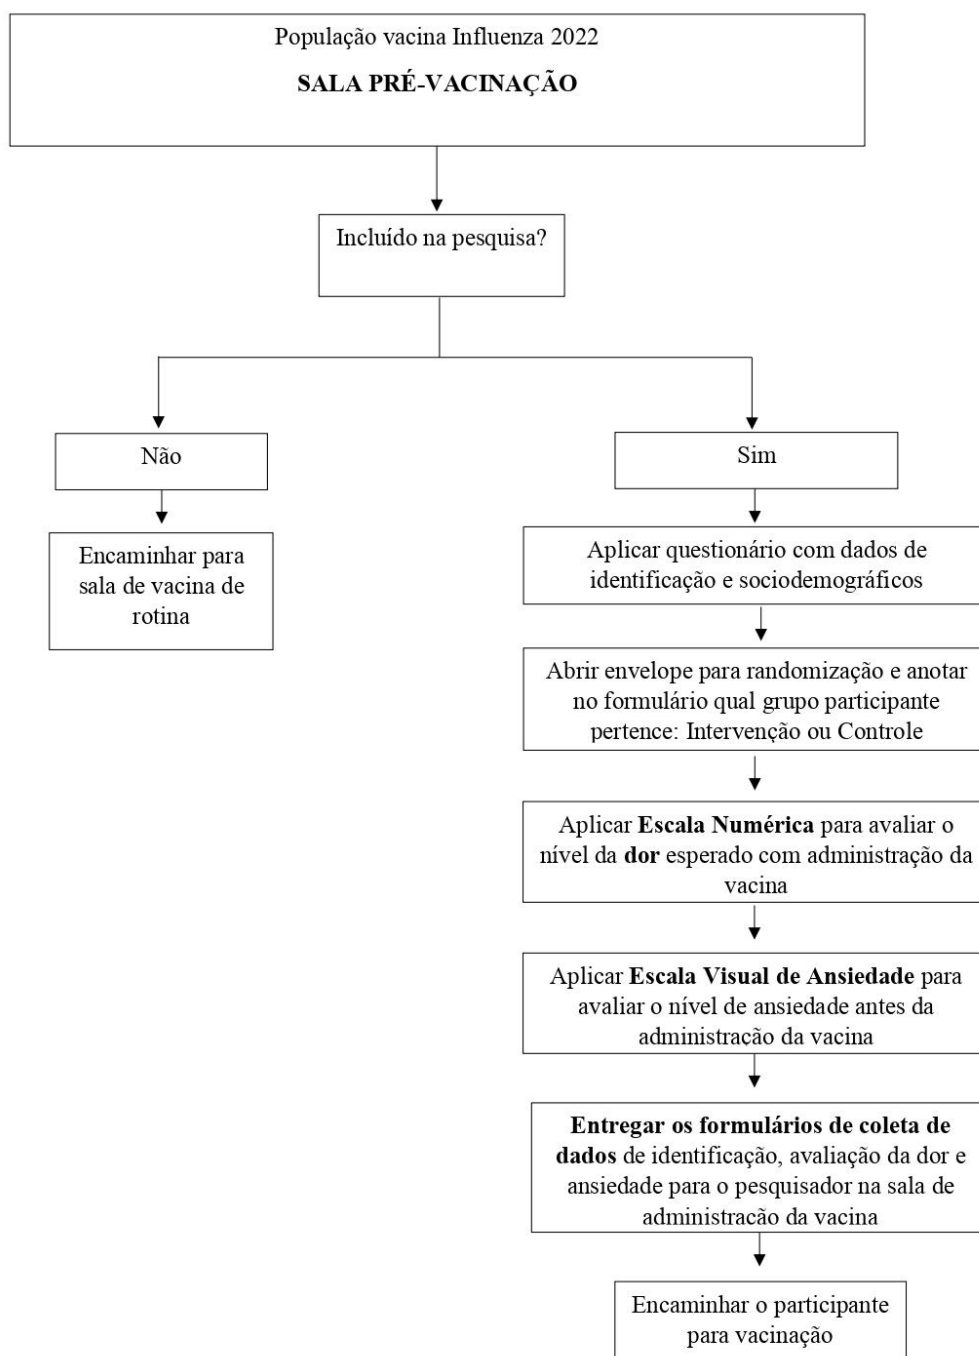 População vacina Influenza 2022
SALA PRÉ-VACINAÇÃO
Incluído na pesquisa?
Não
Encaminhar para
sala de vacina de
rotina
Sim
Aplicar questionário com dados de
identificação e sociodemográficos
Abrir envelope para randomização e anotar
no formulário qual grupo participante
pertence: Intervenção ou Controle
Aplicar Escala Numérica para avaliar o
nível da dor esperado com administração da
vacina
Aplicar Escala Visual de Ansiedade para
avaliar o nível de ansiedade antes da
administração da vacina
Entregar os formulários de coleta de
dados de identificação, avaliação da dor e
ansiedade para o pesquisador na sala de
administração da vacina
Encaminhar o participante
para vacinação